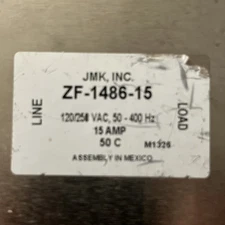 JMK, INC.
ZF-1486-15
LINE
LOAD
120/250 VAC, 50 - 400 Hz
15 AMP
50 C
M1326
ASSEMBLY IN MEXICO